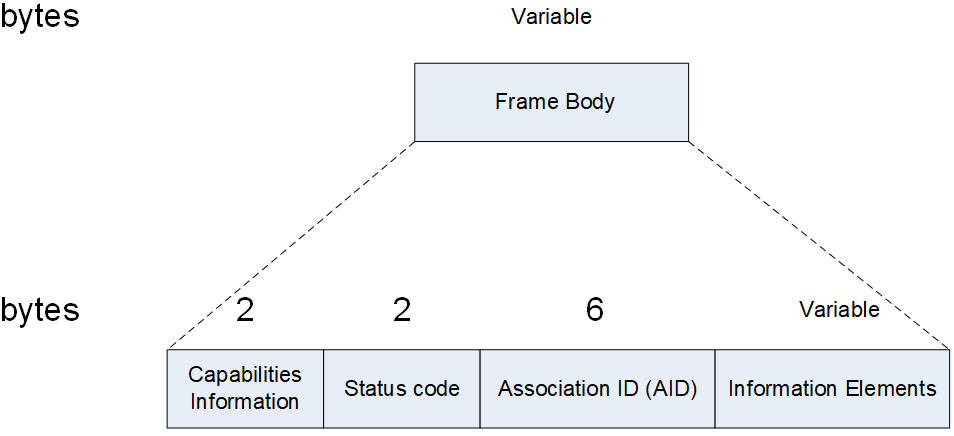 bytes
Variable
Frame Body
bytes
2
2
6
Variable
Capabilities
Information
Status code
Association ID (AID)
Information Elements